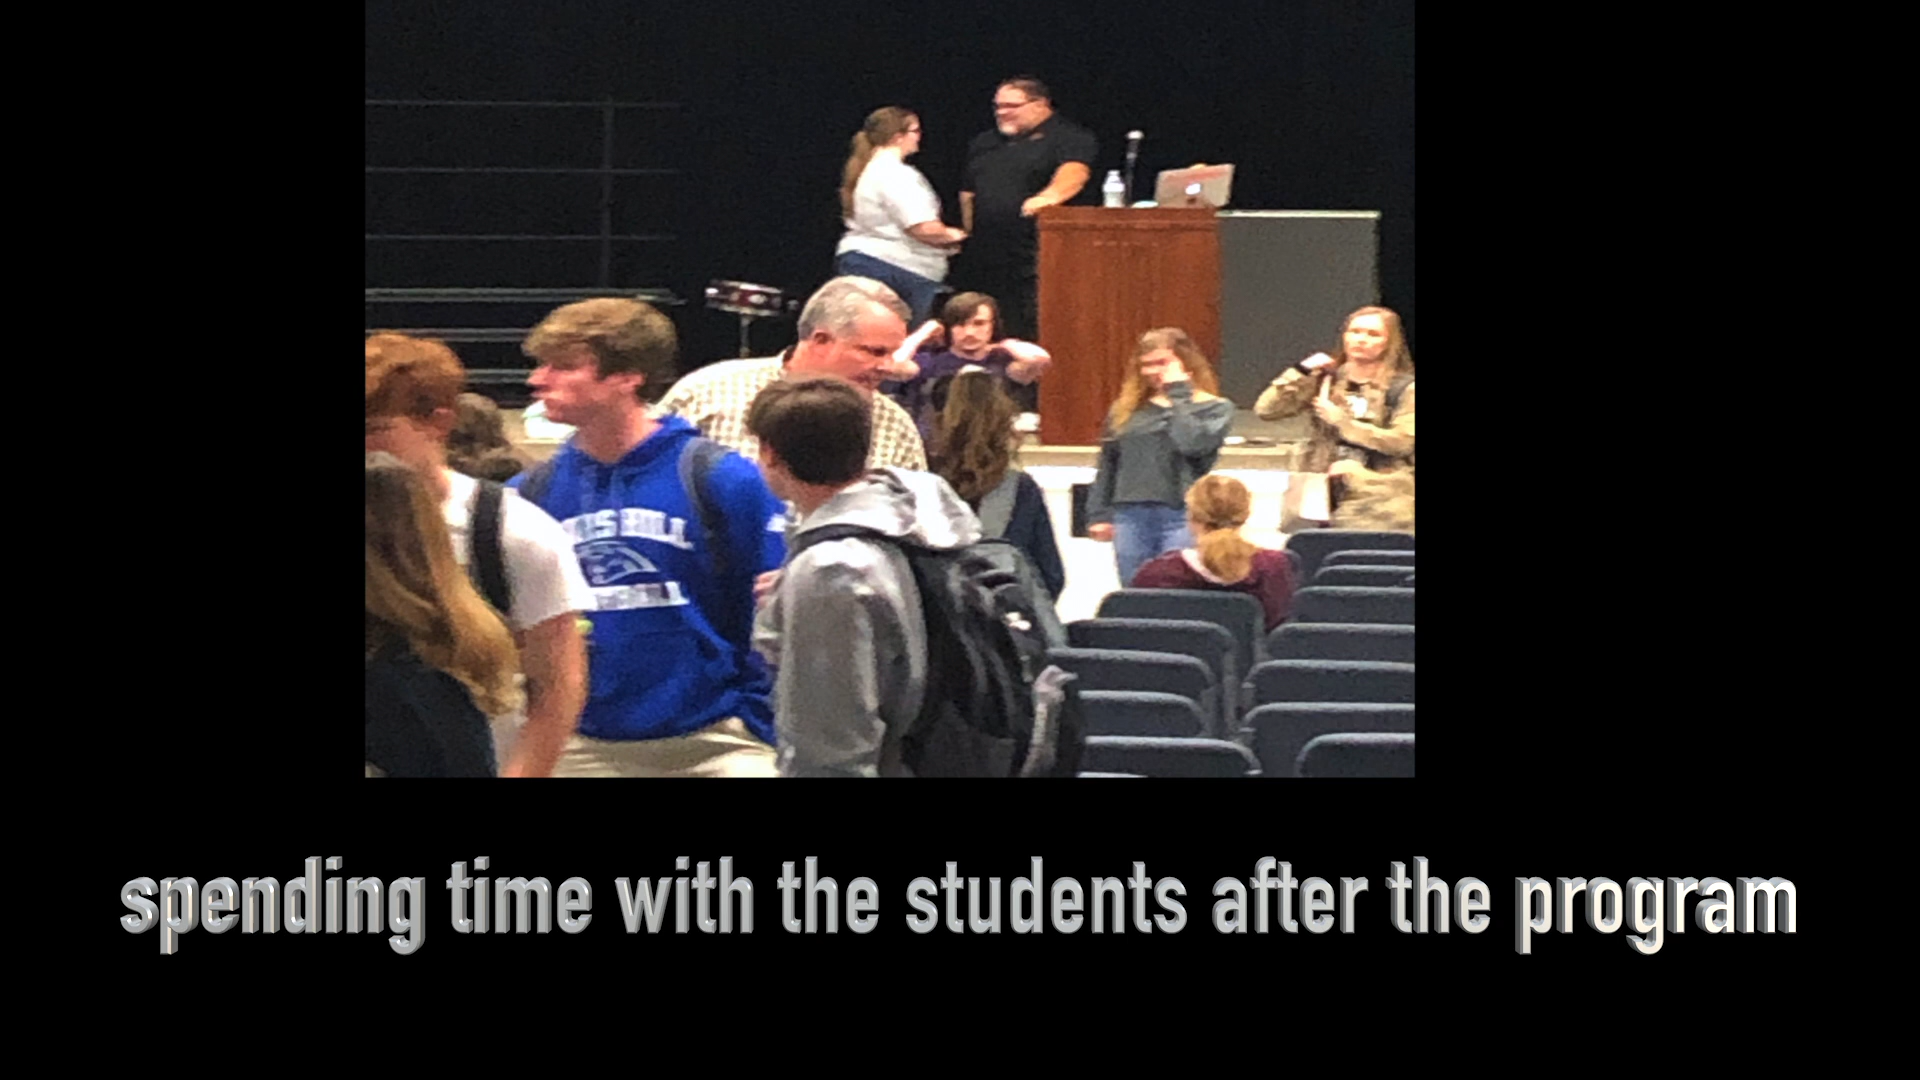 spending time with the students after the program